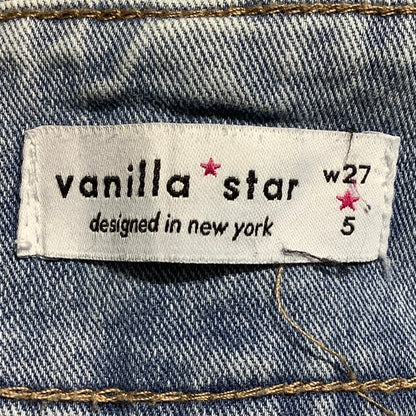 vanilla★star
designed in new york
w27
★
5